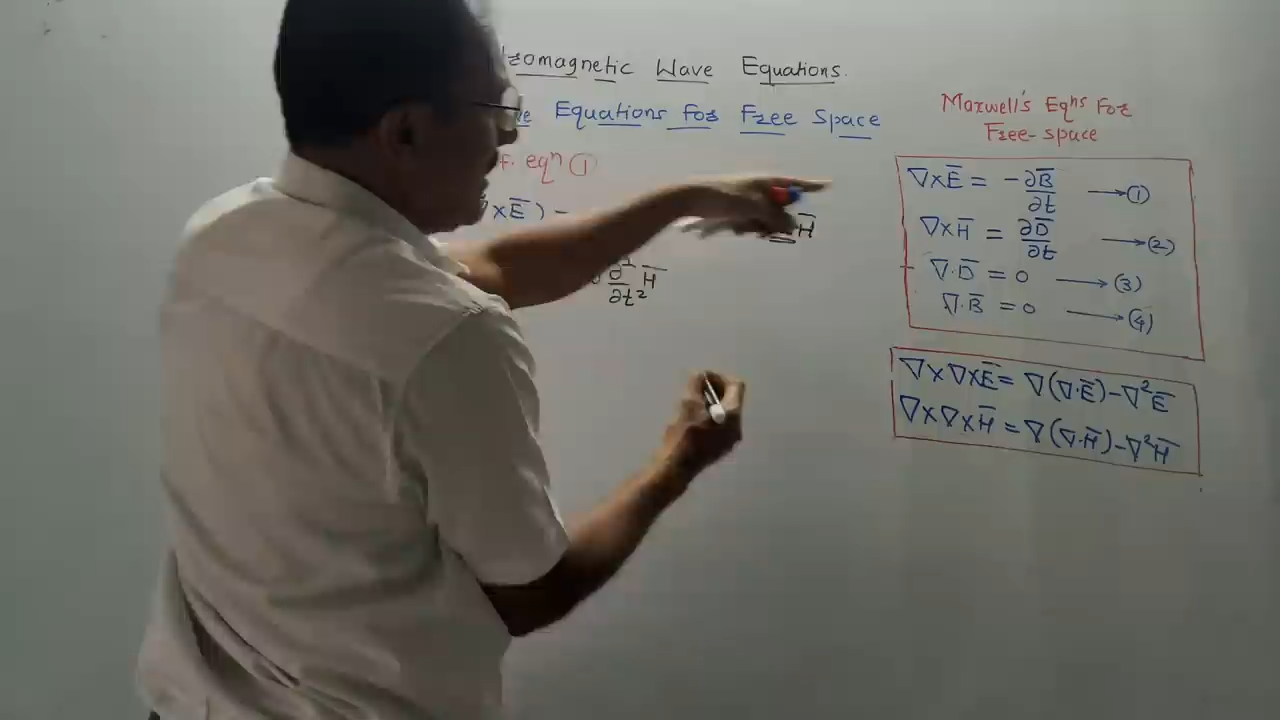 Wave Equations.
Equations For Free Space
eqⁿ ①
×E̅) =
H̅
∂t² H̅
Maxwell's Eqⁿs For
Free-space
∇×E̅ = -∂B̅/∂t →①
∇×H̅ = ∂D̅/∂t →(2)
∇·D̅ = 0 →(3)
∇·B̅ = 0 →(4)
∇×∇×E̅ = ∇(∇·E̅)-∇²E̅
∇×∇×H̅ = ∇(∇·H̅)-∇²H̅